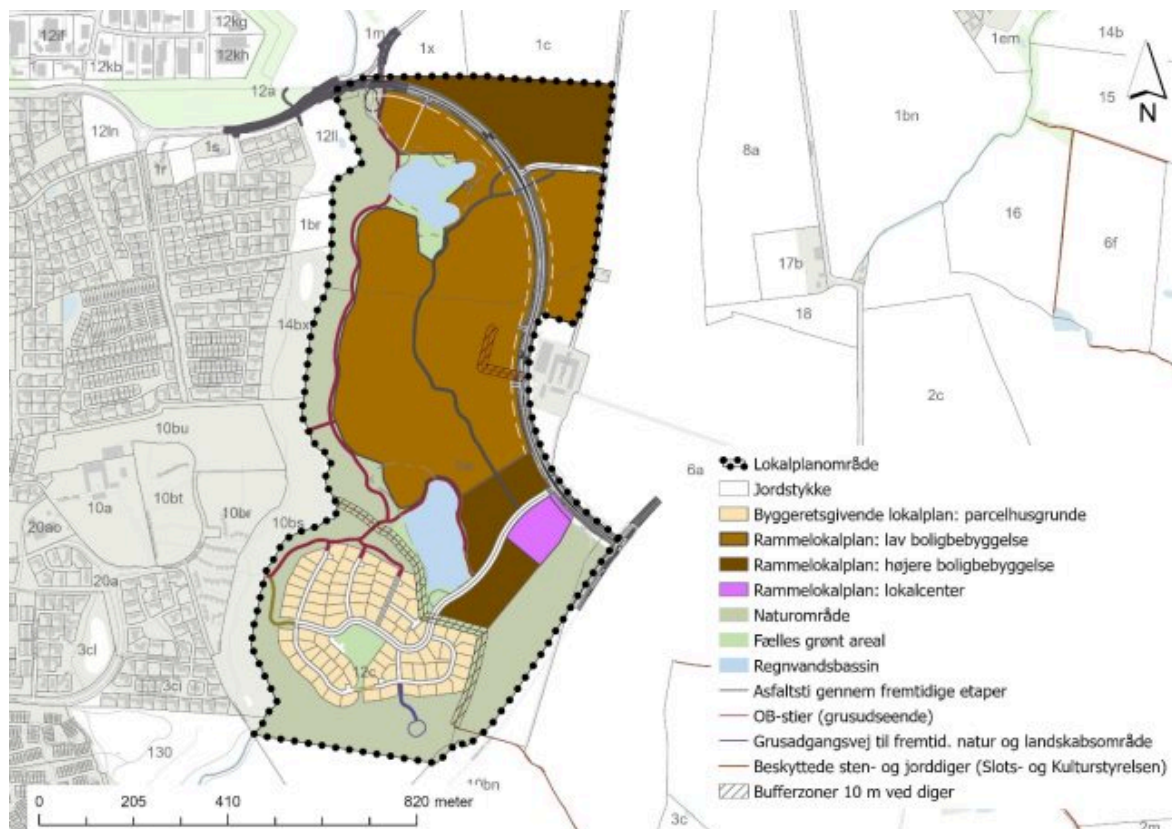 12kg
12if
12kh
12kb
1m
1x
1c
1em
14b
15
N
12a
12ln
1s
12li
1r
1br
8a
1bn
16
6f
17b
18
14bx
2c
10bu
10bt
10a
10br
20ao
10bs
20a
6a
3cl
3ci
12c
130
10bn
3c
2m
Lokalplanområde
Jordstykke
Byggeretsgivende lokalplan: parcelhusgrunde
Rammelokalplan: lav boligbebyggelse
Rammelokalplan: højere boligbebyggelse
Rammelokalplan: lokalcenter
Naturområde
Fælles grønt areal
Regnvandsbassin
Asfaltsti gennem fremtidige etaper
OB-stier (grusudseende)
Grusadgangsvej til fremtid. natur og landskabsområde
Beskyttede sten- og jorddiger (Slots- og Kulturstyrelsen)
Bufferzoner 10 m ved diger
0 205 410 820 meter